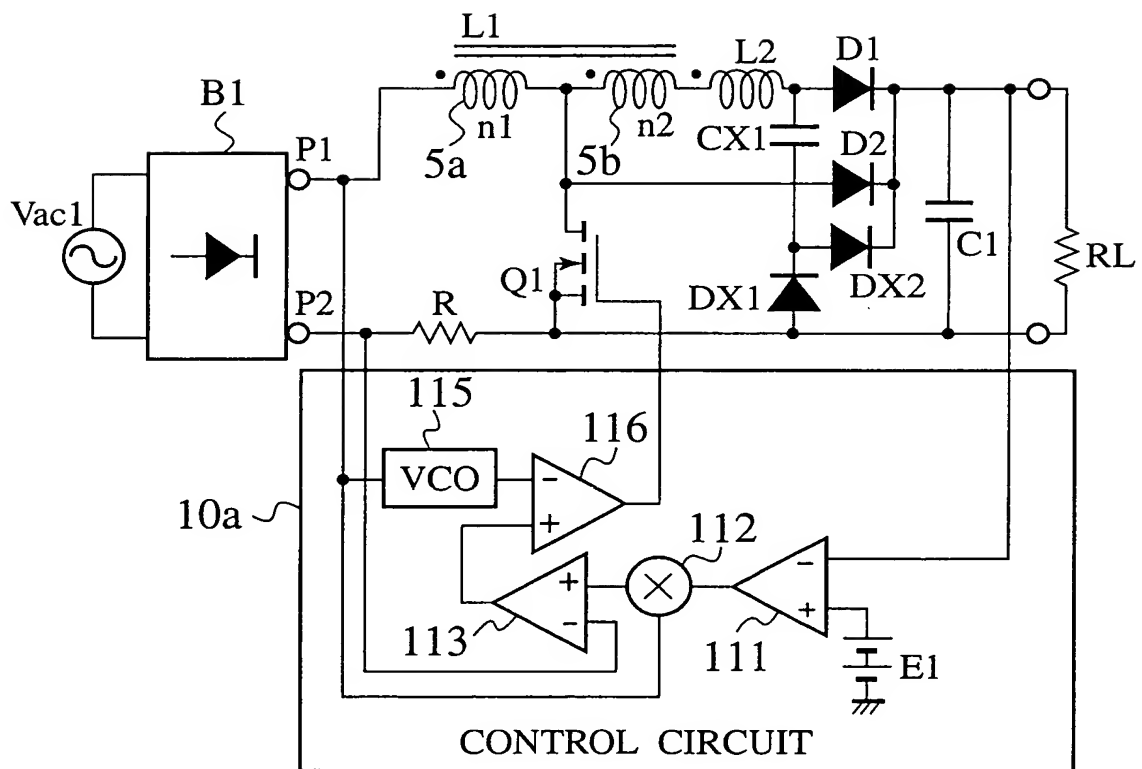 L1
D1
L2
B1
n1
n2
CX1
P1
5a
5b
D2
Vac1
C1
RL
Q1
DX1
DX2
P2
R
115
116
VCO
-
+
10a
112
+
-
-
+
113
111
E1
CONTROL CIRCUIT